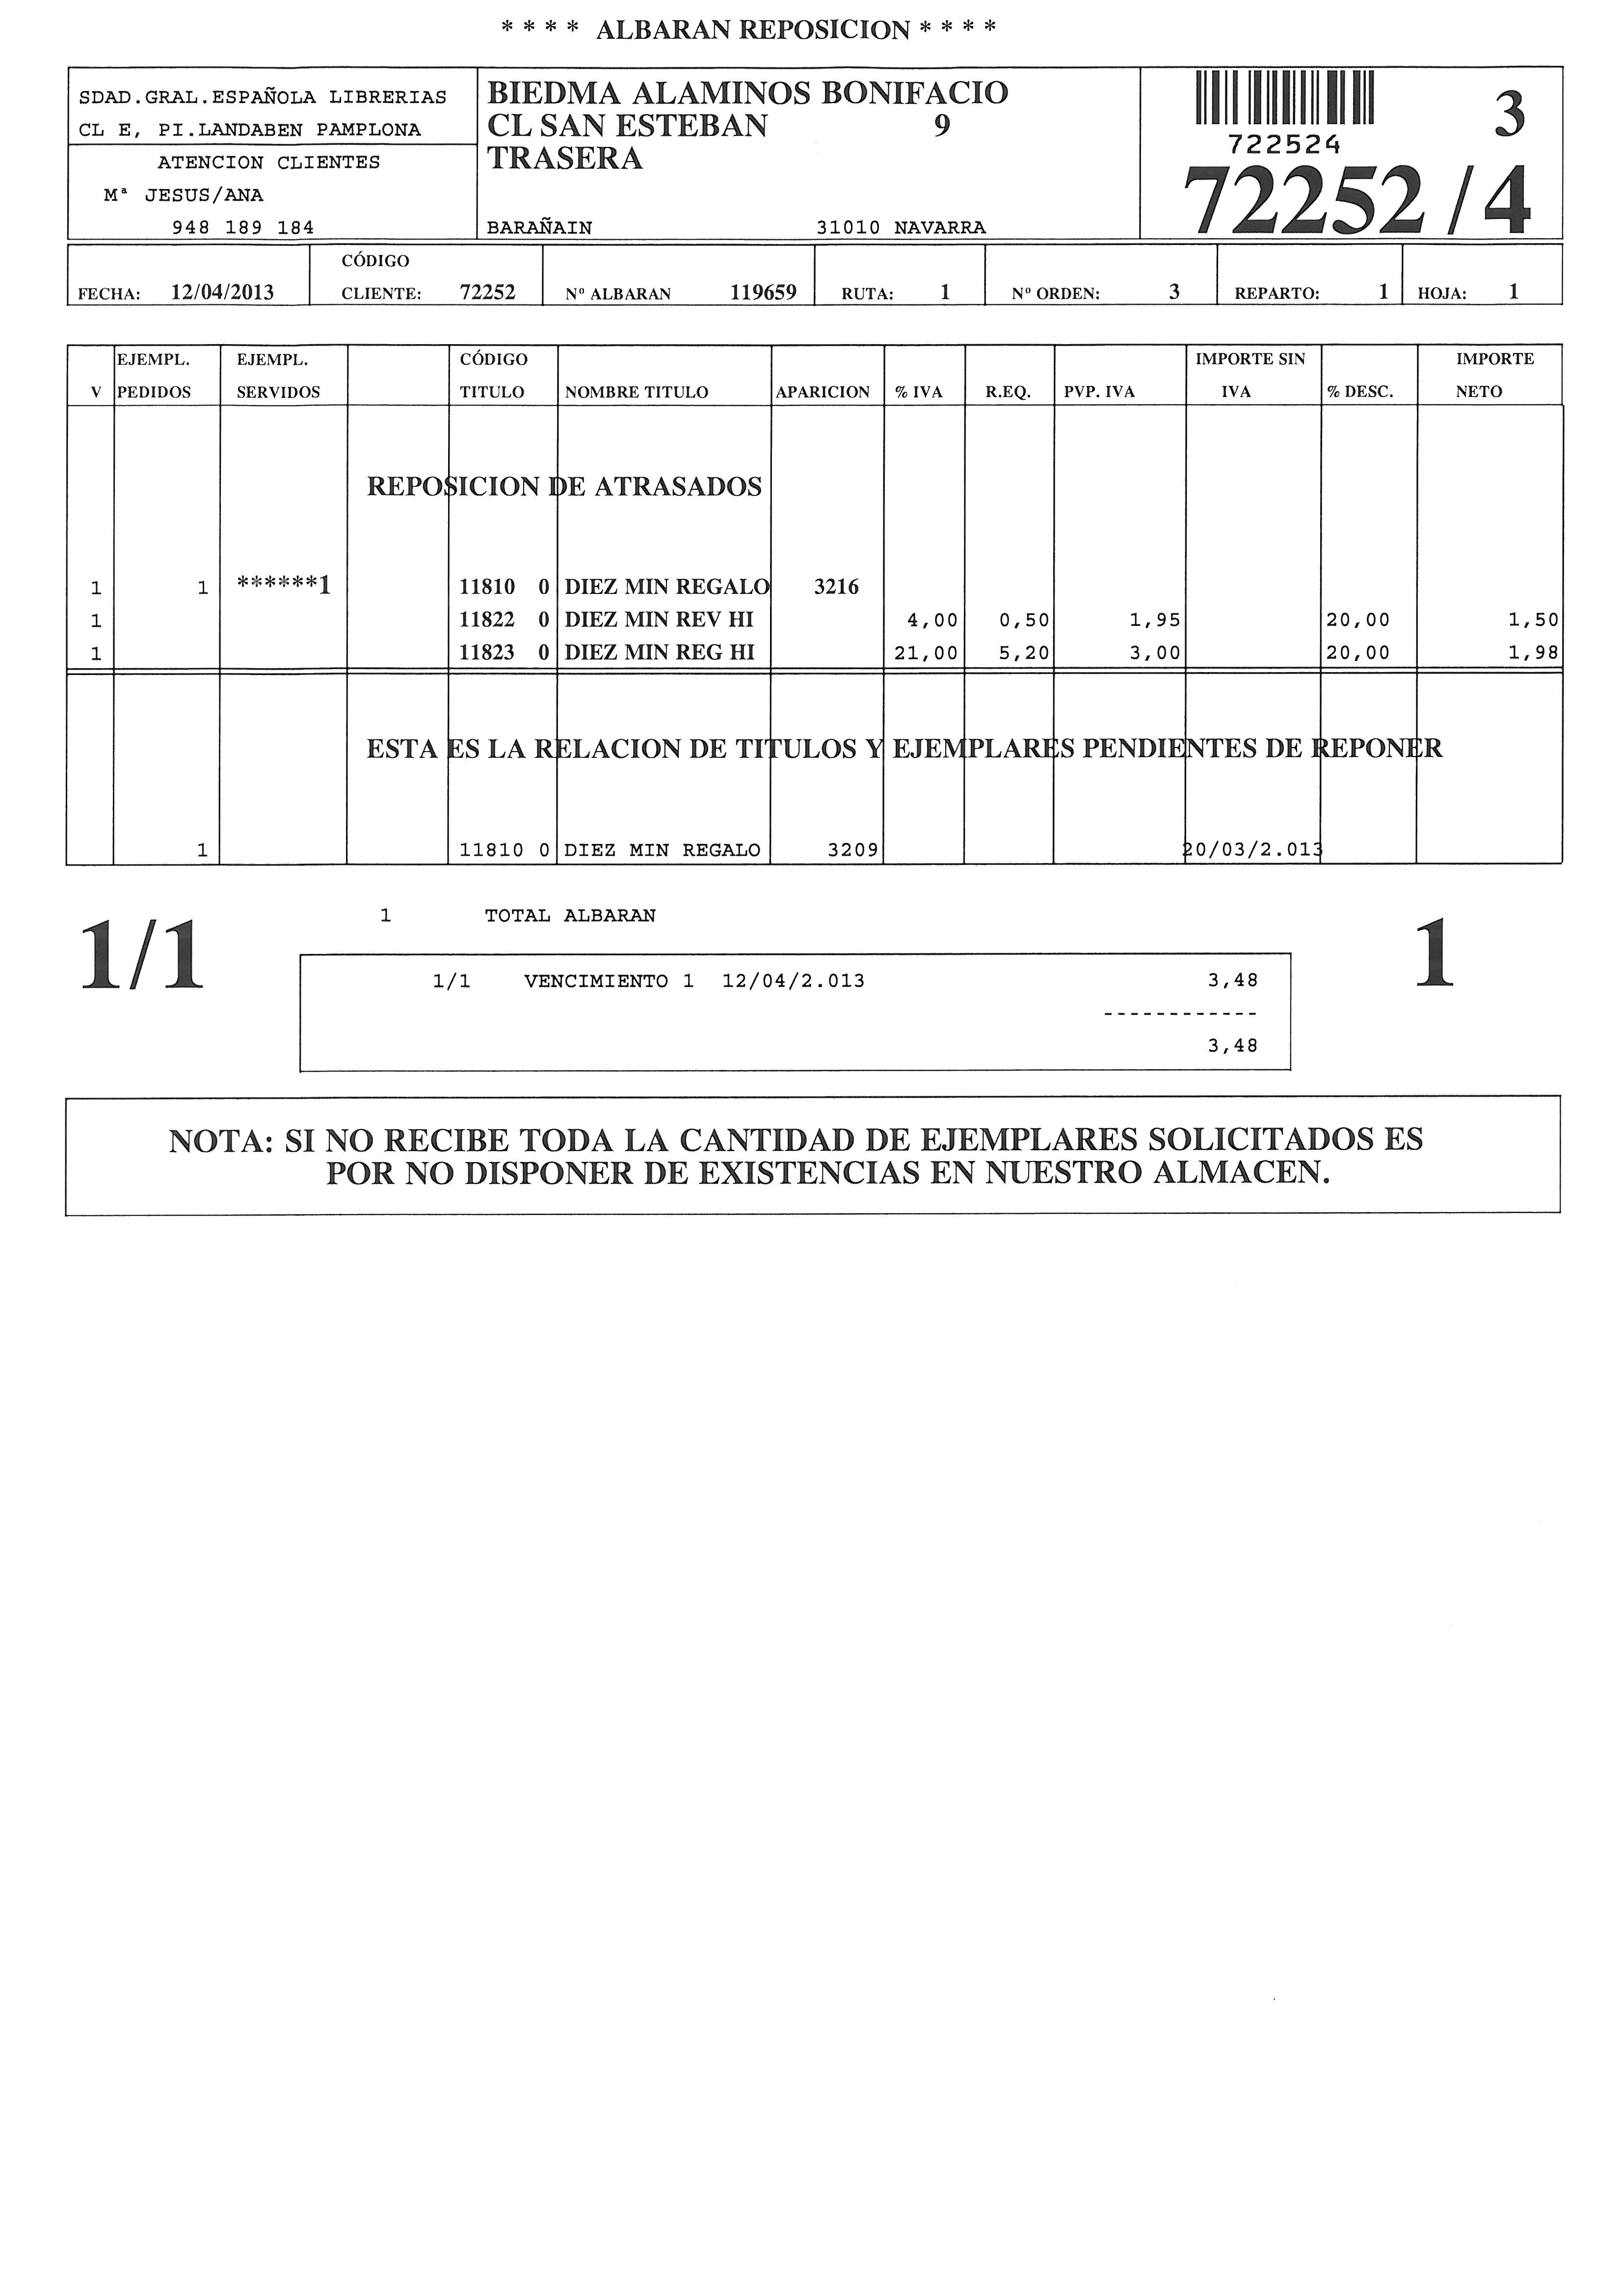 * * * * ALBARAN REPOSICION * * * *
SDAD.GRAL.ESPAÑOLA LIBRERIAS
CL E, PI.LANDABEN PAMPLONA
ATENCION CLIENTES
Mª JESUS/ANA
948 189 184
BIEDMA ALAMINOS BONIFACIO
CL SAN ESTEBAN 9
TRASERA
BARAÑAIN 31010 NAVARRA
722524
3
72252 / 4
FECHA: 12/04/2013
CÓDIGO
CLIENTE: 72252
Nº ALBARAN 119659
RUTA: 1
Nº ORDEN: 3
REPARTO: 1
HOJA: 1
EJEMPL. EJEMPL. CÓDIGO IMPORTE SIN IMPORTE
V PEDIDOS SERVIDOS TITULO NOMBRE TITULO APARICION % IVA R.EQ. PVP. IVA IVA % DESC. NETO
REPOSICION DE ATRASADOS
1 1 ******1 11810 0 DIEZ MIN REGALO 3216
1 11822 0 DIEZ MIN REV HI 4,00 0,50 1,95 20,00 1,50
1 11823 0 DIEZ MIN REG HI 21,00 5,20 3,00 20,00 1,98
ESTA ES LA RELACION DE TITULOS Y EJEMPLARES PENDIENTES DE REPONER
1 11810 0 DIEZ MIN REGALO 3209 20/03/2.013
1 TOTAL ALBARAN
1/1
1
1/1 VENCIMIENTO 1 12/04/2.013 3,48
------------
3,48
NOTA: SI NO RECIBE TODA LA CANTIDAD DE EJEMPLARES SOLICITADOS ES
POR NO DISPONER DE EXISTENCIAS EN NUESTRO ALMACEN.